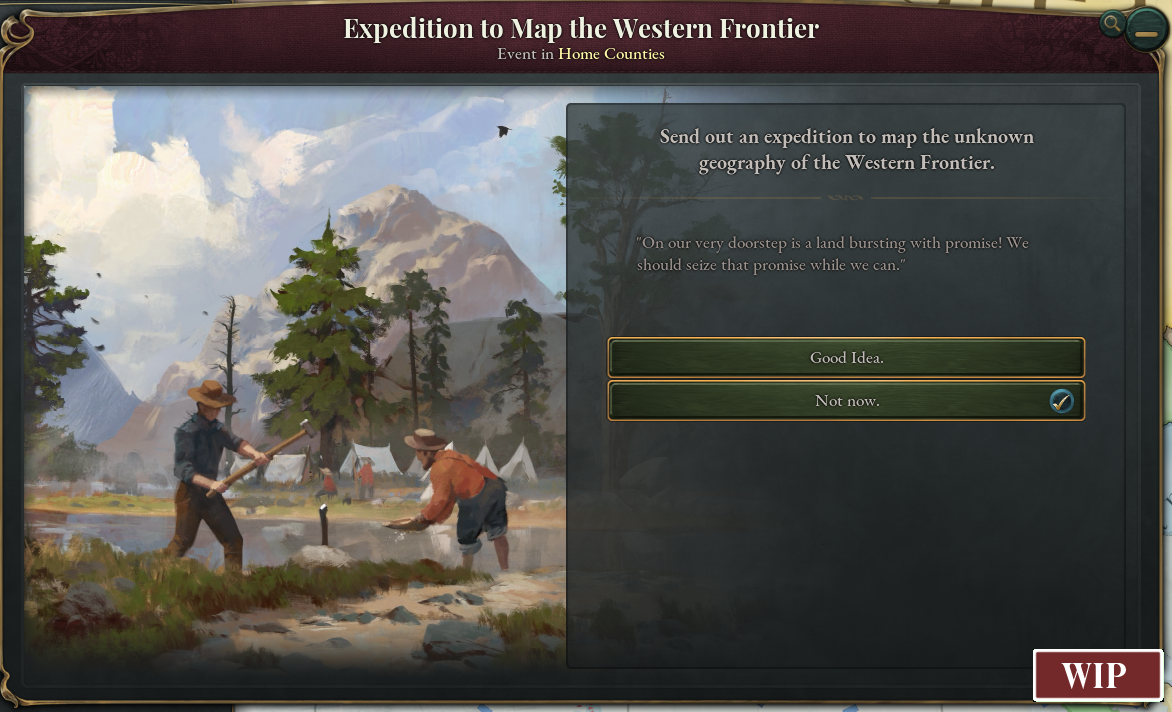 Expedition to Map the Western Frontier
Event in Home Counties
Send out an expedition to map the unknown
geography of the Western Frontier.
"On our very doorstep is a land bursting with promise! We
should seize that promise while we can."
Good Idea.
Not now.
WIP